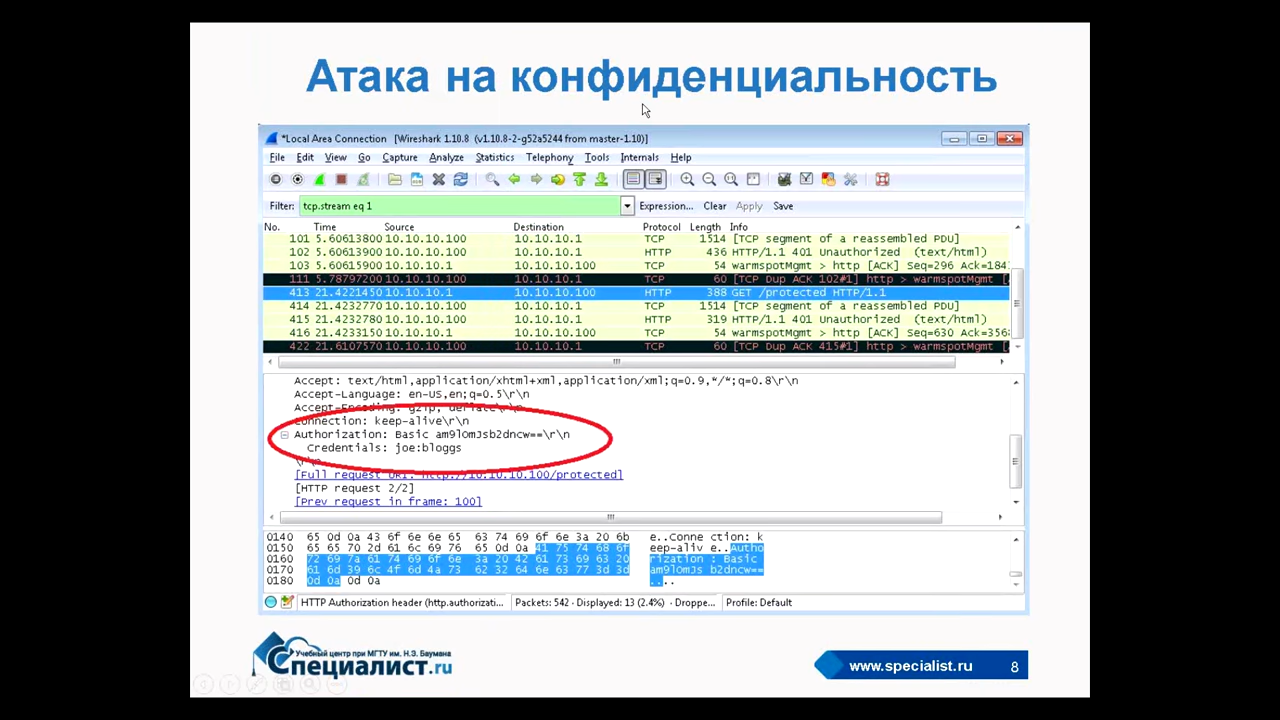 Атака на конфиденциальность
*Local Area Connection [Wireshark 1.10.8 (v1.10.8-2-g52a5244 from master-1.10)]
File Edit View Go Capture Analyze Statistics Telephony Tools Internals Help
Filter: tcp.stream eq 1 Expression... Clear Apply Save
No. Time Source Destination Protocol Length Info
101 5.60613800 10.10.10.100 10.10.10.1 TCP 1514 [TCP segment of a reassembled PDU]
102 5.60613900 10.10.10.100 10.10.10.1 HTTP 436 HTTP/1.1 401 Unauthorized (text/html)
103 5.60615900 10.10.10.1 10.10.10.100 TCP 54 warmspotMgmt > http [ACK] Seq=296 Ack=184
111 5.78797200 10.10.10.100 10.10.10.1 TCP 60 [TCP Dup ACK 102#1] http > warmspotMgmt [
413 21.4221450 10.10.10.1 10.10.10.100 HTTP 388 GET /protected HTTP/1.1
414 21.4232770 10.10.10.100 10.10.10.1 TCP 1514 [TCP segment of a reassembled PDU]
415 21.4232780 10.10.10.100 10.10.10.1 HTTP 319 HTTP/1.1 401 Unauthorized (text/html)
416 21.4233150 10.10.10.1 10.10.10.100 TCP 54 warmspotMgmt > http [ACK] Seq=630 Ack=356
422 21.6107570 10.10.10.100 10.10.10.1 TCP 60 [TCP Dup ACK 415#1] http > warmspotMgmt [
Accept: text/html,application/xhtml+xml,application/xml;q=0.9,*/*;q=0.8\r\n
Accept-Language: en-US,en;q=0.5\r\n
Accept-Encoding: gzip, deflate\r\n
Connection: keep-alive\r\n
Authorization: Basic am9lOmJsb2dncw==\r\n
Credentials: joe:bloggs
\r\n
[Full request URI: http://10.10.10.100/protected]
[HTTP request 2/2]
[Prev request in frame: 100]
0140 65 0d 0a 43 6f 6e 6e 65 63 74 69 6f 6e 3a 20 6b e..Conne ction: k
0150 65 65 70 2d 61 6c 69 76 65 0d 0a 41 75 74 68 6f eep-aliv e..Autho
0160 72 69 7a 61 74 69 6f 6e 3a 20 42 61 73 69 63 20 rization : Basic
0170 61 6d 39 6c 4f 6d 4a 73 62 32 64 6e 63 77 3d 3d am9lOmJs b2dncw==
0180 0d 0a 0d 0a ....
HTTP Authorization header (http.authorizati... Packets: 542 · Displayed: 13 (2.4%) · Droppe... Profile: Default
Учебный центр при МГТУ им. Н.Э. Баумана
Специалист.ru
www.specialist.ru 8